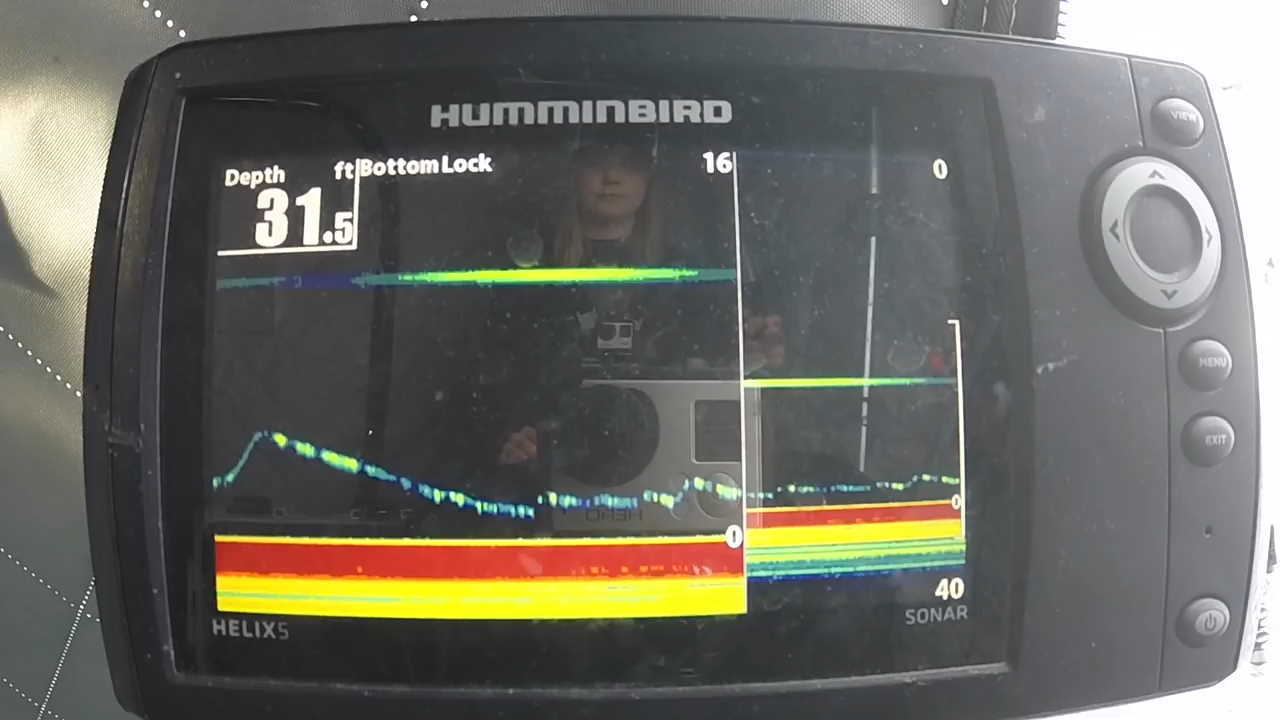 HUMMINBIRD
VIEW
Depth ft
31.5
Bottom Lock
16
0
MENU
EXIT
0
0
40
HELIX5
SONAR